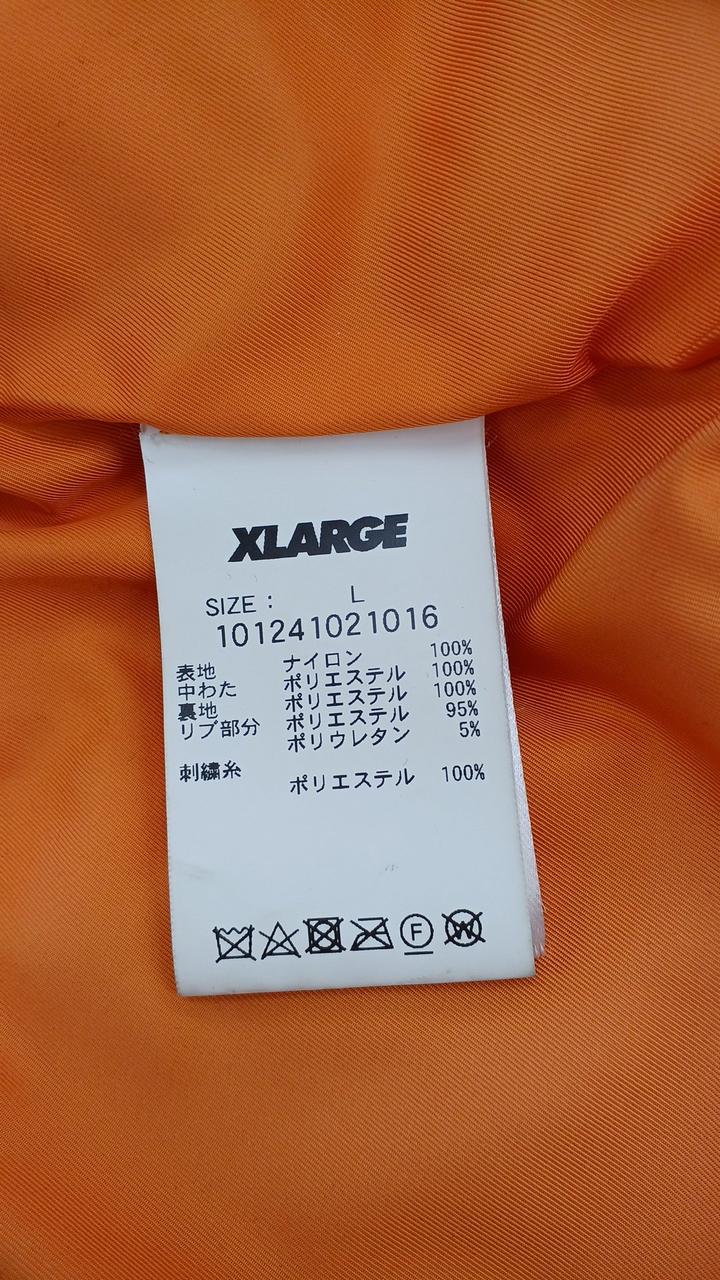 XLARGE
SIZE : L
101241021016
表地 ナイロン 100%
中わた ポリエステル 100%
裏地 ポリエステル 100%
リブ部分 ポリエステル 95%
ポリウレタン 5%
刺繍糸 ポリエステル 100%
F
W